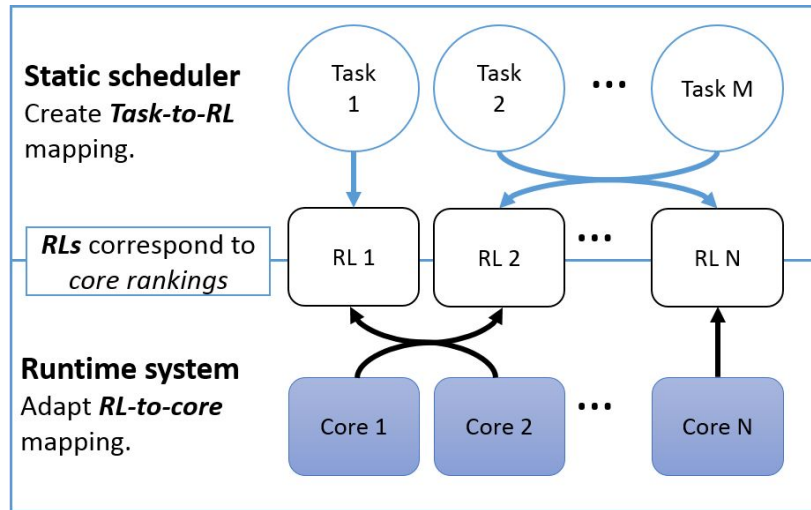 Static scheduler
Create Task-to-RL
mapping.
Task
1
Task
2
...
Task M
RLs correspond to
core rankings
RL 1
RL 2
...
RL N
Runtime system
Adapt RL-to-core
mapping.
Core 1
Core 2
...
Core N